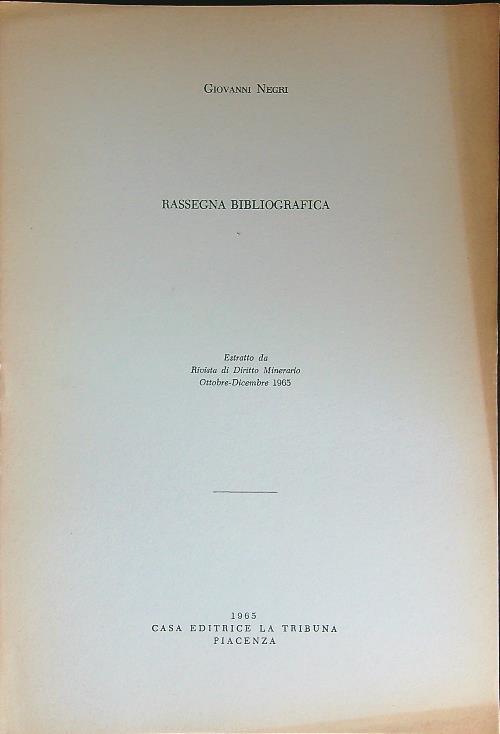 Giovanni Negri
RASSEGNA BIBLIOGRAFICA
Estratto da
Rivista di Diritto Minerario
Ottobre-Dicembre 1965
1965
CASA EDITRICE LA TRIBUNA
PIACENZA